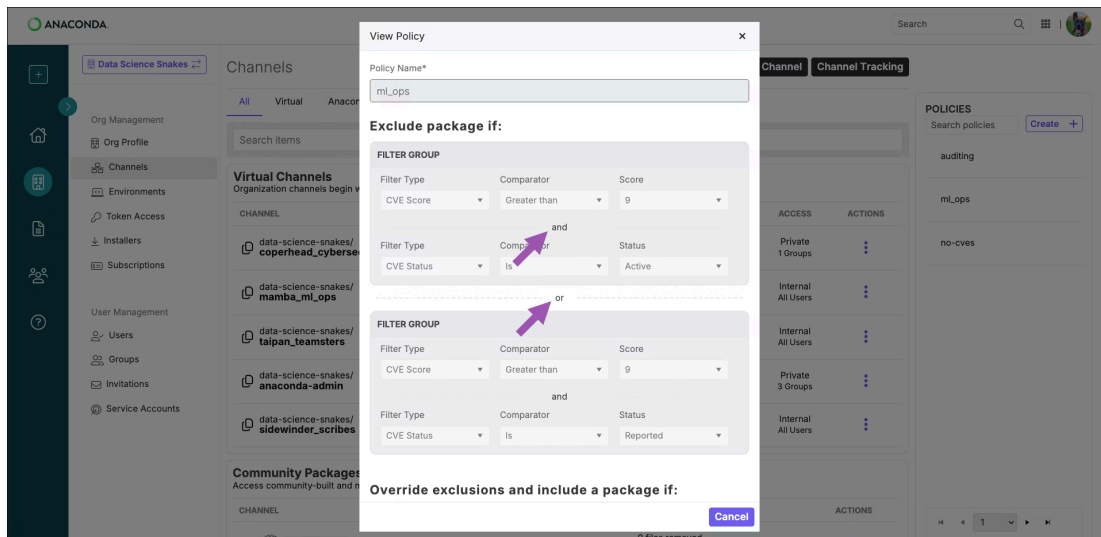 ANACONDA.
Search
Data Science Snakes
Org Management
Org Profile
Channels
Environments
Token Access
Installers
Subscriptions
User Management
Users
Groups
Invitations
Service Accounts
Channels
Channel
Channel Tracking
All Virtual
Search items
Virtual Channels
CHANNEL
ACCESS ACTIONS
data-science-snakes/
Private
1 Groups
data-science-snakes/
mamba_ml_ops
Internal
All Users
data-science-snakes/
taipan_teamsters
Internal
All Users
data-science-snakes/
anaconda-admin
Private
3 Groups
data-science-snakes/
sidewinder_scribes
Internal
All Users
Community Packages
Access community-built and
CHANNEL
ACTIONS
View Policy
×
Policy Name*
ml_ops
Exclude package if:
FILTER GROUP
Filter Type Comparator Score
CVE Score Greater than 9
and
Filter Type Status
CVE Status Is Active
or
FILTER GROUP
Filter Type Comparator Score
CVE Score Greater than 9
and
Filter Type Comparator Status
CVE Status Is Reported
Override exclusions and include a package if:
Cancel
POLICIES
Search policies
Create +
auditing
ml_ops
no-cves
1